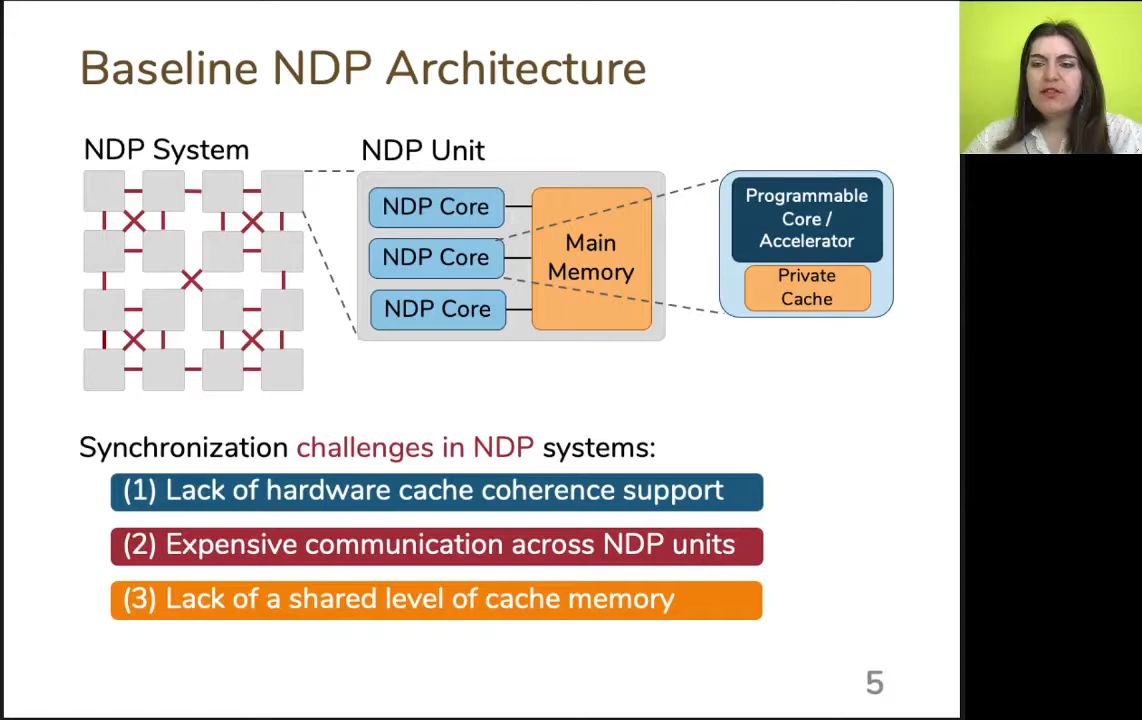 Baseline NDP Architecture
NDP System
NDP Unit
NDP Core
NDP Core
NDP Core
Main
Memory
Programmable
Core /
Accelerator
Private
Cache
Synchronization challenges in NDP systems:
(1) Lack of hardware cache coherence support
(2) Expensive communication across NDP units
(3) Lack of a shared level of cache memory
5